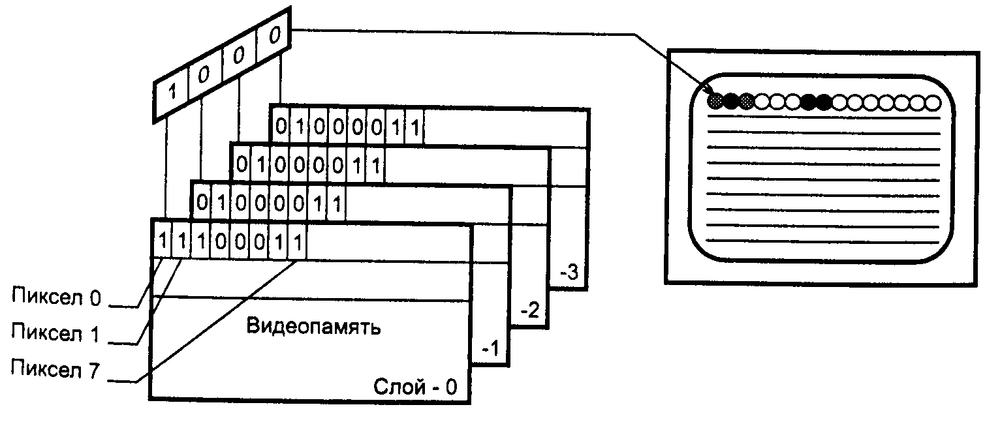 1 0 0 0
0 1 0 0 0 0 1 1
0 1 0 0 0 0 1 1
0 1 0 0 0 0 1 1
1 1 1 0 0 0 1 1
-3
Пиксел 0
-2
Пиксел 1
Видеопамять
-1
Пиксел 7
Слой - 0